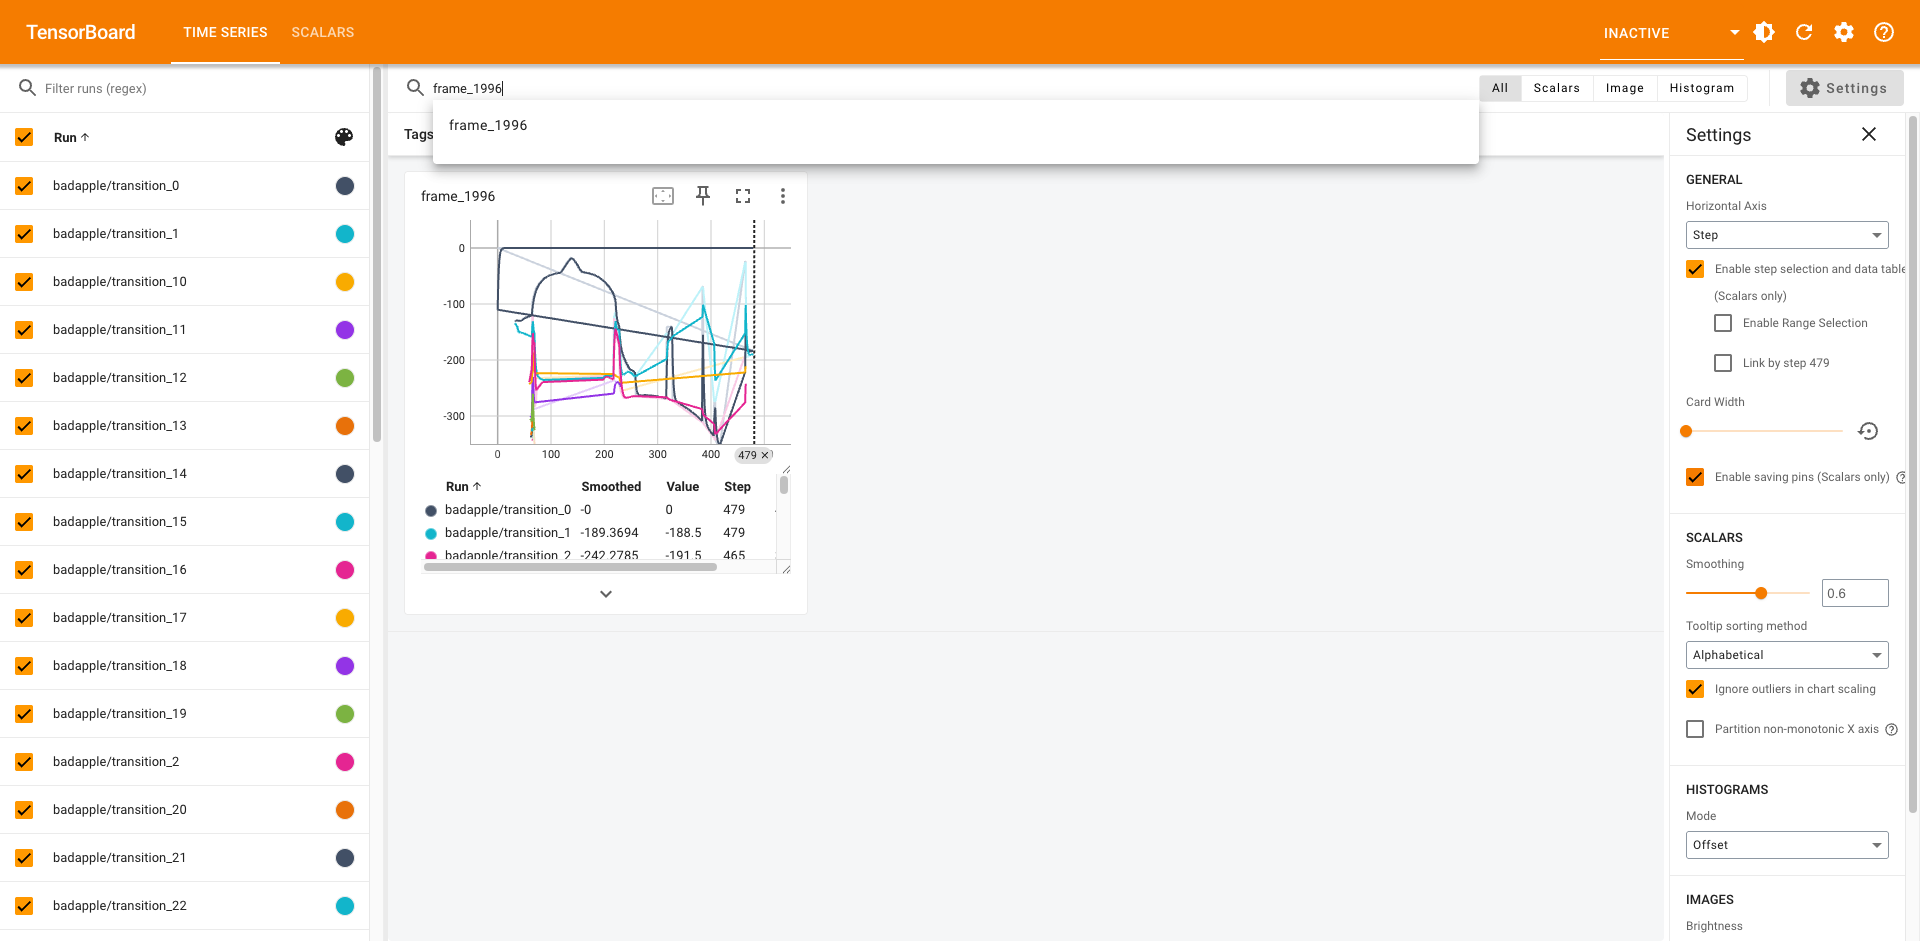 TensorBoard TIME SERIES SCALARS INACTIVE
Filter runs (regex)
frame_1996
All Scalars Image Histogram Settings
frame_1996
Run
Tags
Settings
badapple/transition_0
badapple/transition_1
badapple/transition_10
badapple/transition_11
badapple/transition_12
badapple/transition_13
badapple/transition_14
badapple/transition_15
badapple/transition_16
badapple/transition_17
badapple/transition_18
badapple/transition_19
badapple/transition_2
badapple/transition_20
badapple/transition_21
badapple/transition_22
frame_1996
0
-100
-200
-300
0 100 200 300 400 479
Run Smoothed Value Step
badapple/transition_0 -0 0 479
badapple/transition_1 -189.3694 -188.5 479
badapple/transition_2 -242.2785 -191.5 465
GENERAL
Horizontal Axis
Step
Enable step selection and data table
(Scalars only)
Enable Range Selection
Link by step 479
Card Width
Enable saving pins (Scalars only)
SCALARS
Smoothing
0.6
Tooltip sorting method
Alphabetical
Ignore outliers in chart scaling
Partition non-monotonic X axis
HISTOGRAMS
Mode
Offset
IMAGES
Brightness